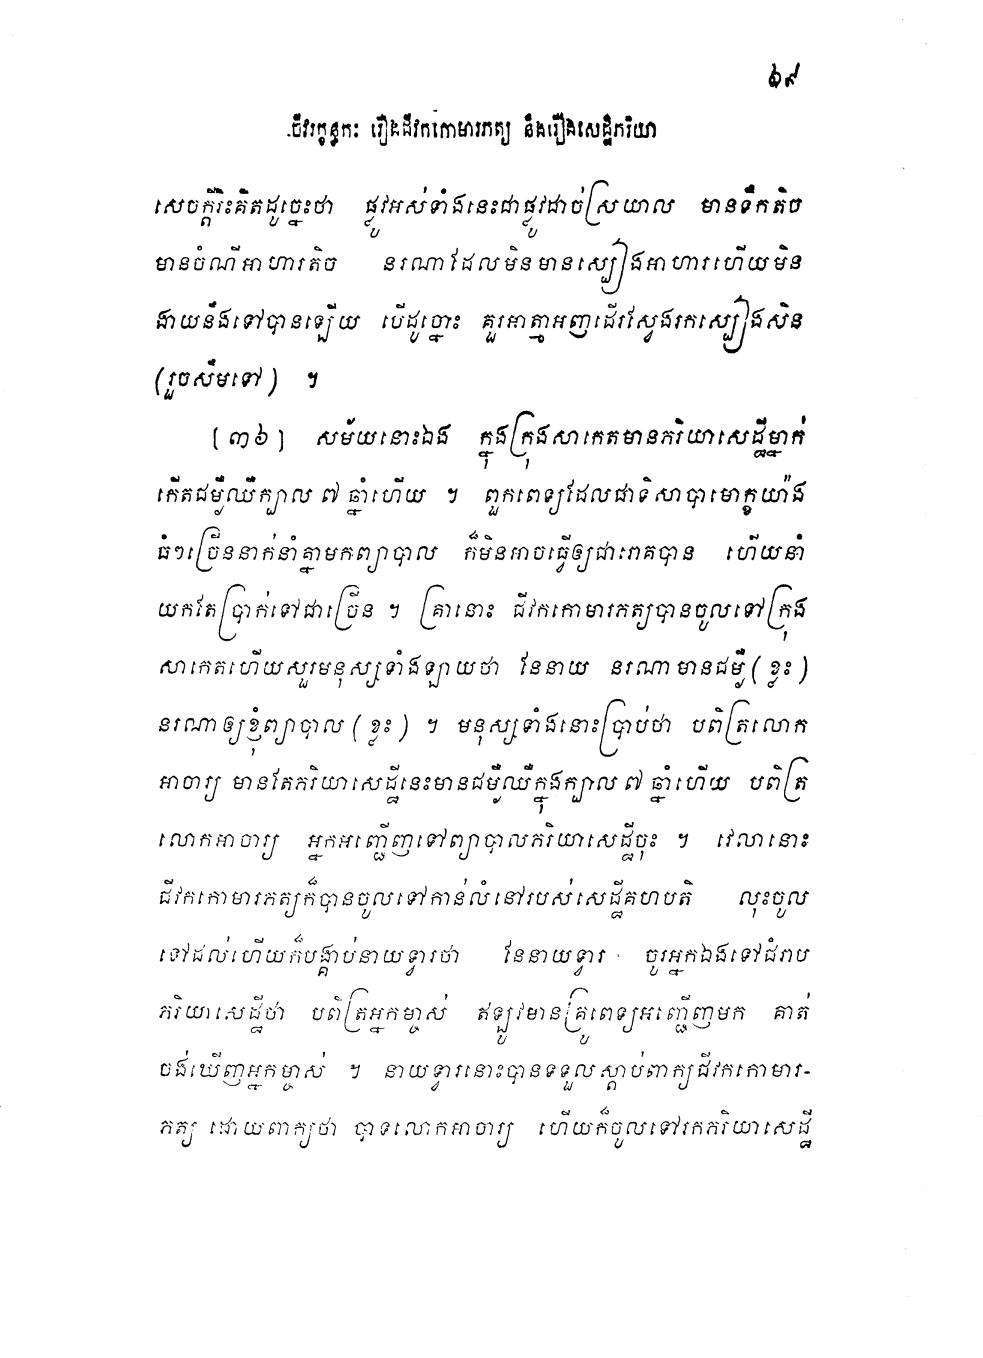 ៦៩
ចីវរក្ខន្ធកៈ រឿងជីវកកោមារភត្យ និងរឿងសេដ្ឋិភរិយា
សេចក្តីរិះគិតដូច្នេះថា ផ្លូវអស់ទាំងនេះជាផ្លូវដាច់ស្រយាល មានទឹកតិច
មានចំណីអាហារតិច នរណាដែលមិនមានស្បៀងអាហារហើយមិន
ងាយនឹងទៅបានឡើយ បើដូច្នោះ គួរអាត្មាអញដើរស្វែងរកស្បៀងសិន
(រួចសឹមទៅ) ។
[៣៦] សម័យនោះឯង ក្នុងក្រុងសាកេតមានភរិយាសេដ្ឋីម្នាក់
កើតជម្ងឺឈឺក្បាល ៧ ឆ្នាំហើយ ។ ពួកពេទ្យដែលជាទិសាបាមោក្ខយ៉ាង
ធំៗច្រើននាក់នាំគ្នាមកព្យាបាល ក៏មិនអាចធ្វើឲ្យជារោគបាន ហើយនាំ
យកតែប្រាក់ទៅជាច្រើន ។ គ្រានោះ ជីវកកោមារភត្យបានចូលទៅក្រុង
សាកេតហើយសួរមនុស្សទាំងឡាយថា នែនាយ នរណាមានជម្ងឺ (ខ្លះ)
នរណាឲ្យខ្ញុំព្យាបាល (ខ្លះ) ។ មនុស្សទាំងនោះប្រាប់ថា បពិត្រលោក
អាចារ្យ មានតែភរិយាសេដ្ឋីនេះមានជម្ងឺឈឺក្នុងក្បាល ៧ ឆ្នាំហើយ បពិត្រ
លោកអាចារ្យ អ្នកអញ្ជើញទៅព្យាបាលភរិយាសេដ្ឋីចុះ ។ វេលានោះ
ជីវកកោមារភត្យក៏បានចូលទៅកាន់លំនៅរបស់សេដ្ឋីគហបតិ លុះចូល
ទៅដល់ហើយក៏បង្គាប់នាយទ្វារថា នែនាយទ្វារ ចូរអ្នកឯងទៅជំរាប
ភរិយាសេដ្ឋីថា បពិត្រអ្នកម្ចាស់ ឥឡូវមានគ្រូពេទ្យអញ្ជើញមក គាត់
ចង់ឃើញអ្នកម្ចាស់ ។ នាយទ្វារនោះបានទទួលស្តាប់ពាក្យជីវកកោមារ-
ភត្យ ដោយពាក្យថា បាទលោកអាចារ្យ ហើយក៏ចូលទៅរកភរិយាសេដ្ឋី